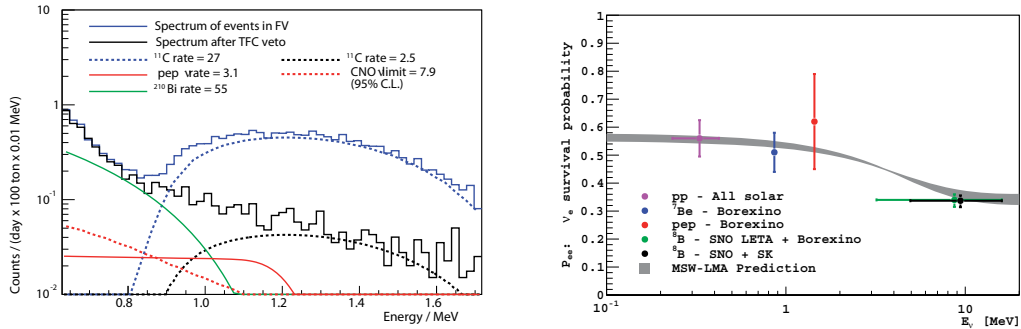 10
Spectrum of events in FV
Spectrum after TFC veto
¹¹C rate = 27
¹¹C rate = 2.5
pep νrate = 3.1
CNO νlimit = 7.9
(95% C.L.)
²¹⁰Bi rate = 55
1
10⁻¹
10⁻²
Counts / (day x 100 ton x 0.01 MeV)
0.8 1.0 1.2 1.4 1.6
Energy / MeV
1
0.9
0.8
0.7
0.6
0.5
0.4
0.3
0.2
0.1
0
Pee: νe survival probability
pp - All solar
⁷Be - Borexino
pep - Borexino
⁸B - SNO LETA + Borexino
⁸B - SNO + SK
MSW-LMA Prediction
10⁻¹ 1 10
Eν [MeV]